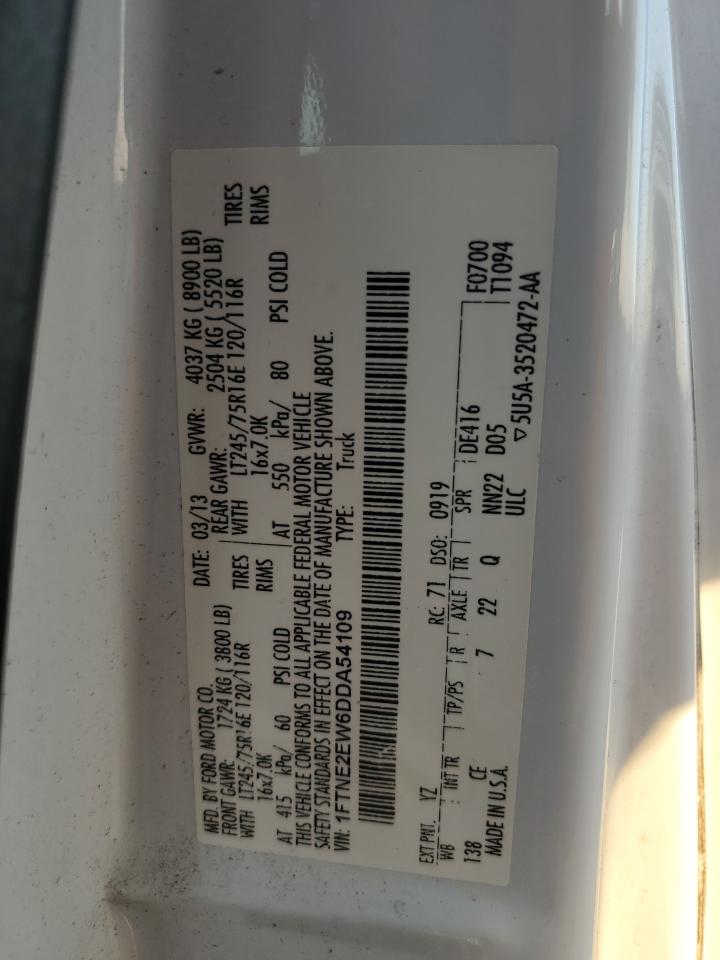 MFD. BY FORD MOTOR CO. DATE: 03/13 GVWR: 4037 KG ( 8900 LB)
FRONT GAWR: 1724 KG ( 3800 LB) REAR GAWR: 2504 KG ( 5520 LB)
WITH LT245/75R16E 120/116R TIRES WITH LT245/75R16E 120/116R TIRES
16x7.0K RIMS 16x7.0K RIMS
AT 415 kPa/ 60 PSI COLD AT 550 kPa/ 80 PSI COLD
THIS VEHICLE CONFORMS TO ALL APPLICABLE FEDERAL MOTOR VEHICLE
SAFETY STANDARDS IN EFFECT ON THE DATE OF MANUFACTURE SHOWN ABOVE.
VIN: 1FTNE2EW6DDA54109 TYPE: Truck
EXT PNT: YZ RC: 71 DSO: 0919 F0700
WB INT TR TP/PS R AXLE TR SPR DE416 T1094
138 CE 7 22 Q NN22 D05
MADE IN U.S.A. ULC ▽5U5A-3520472-AA